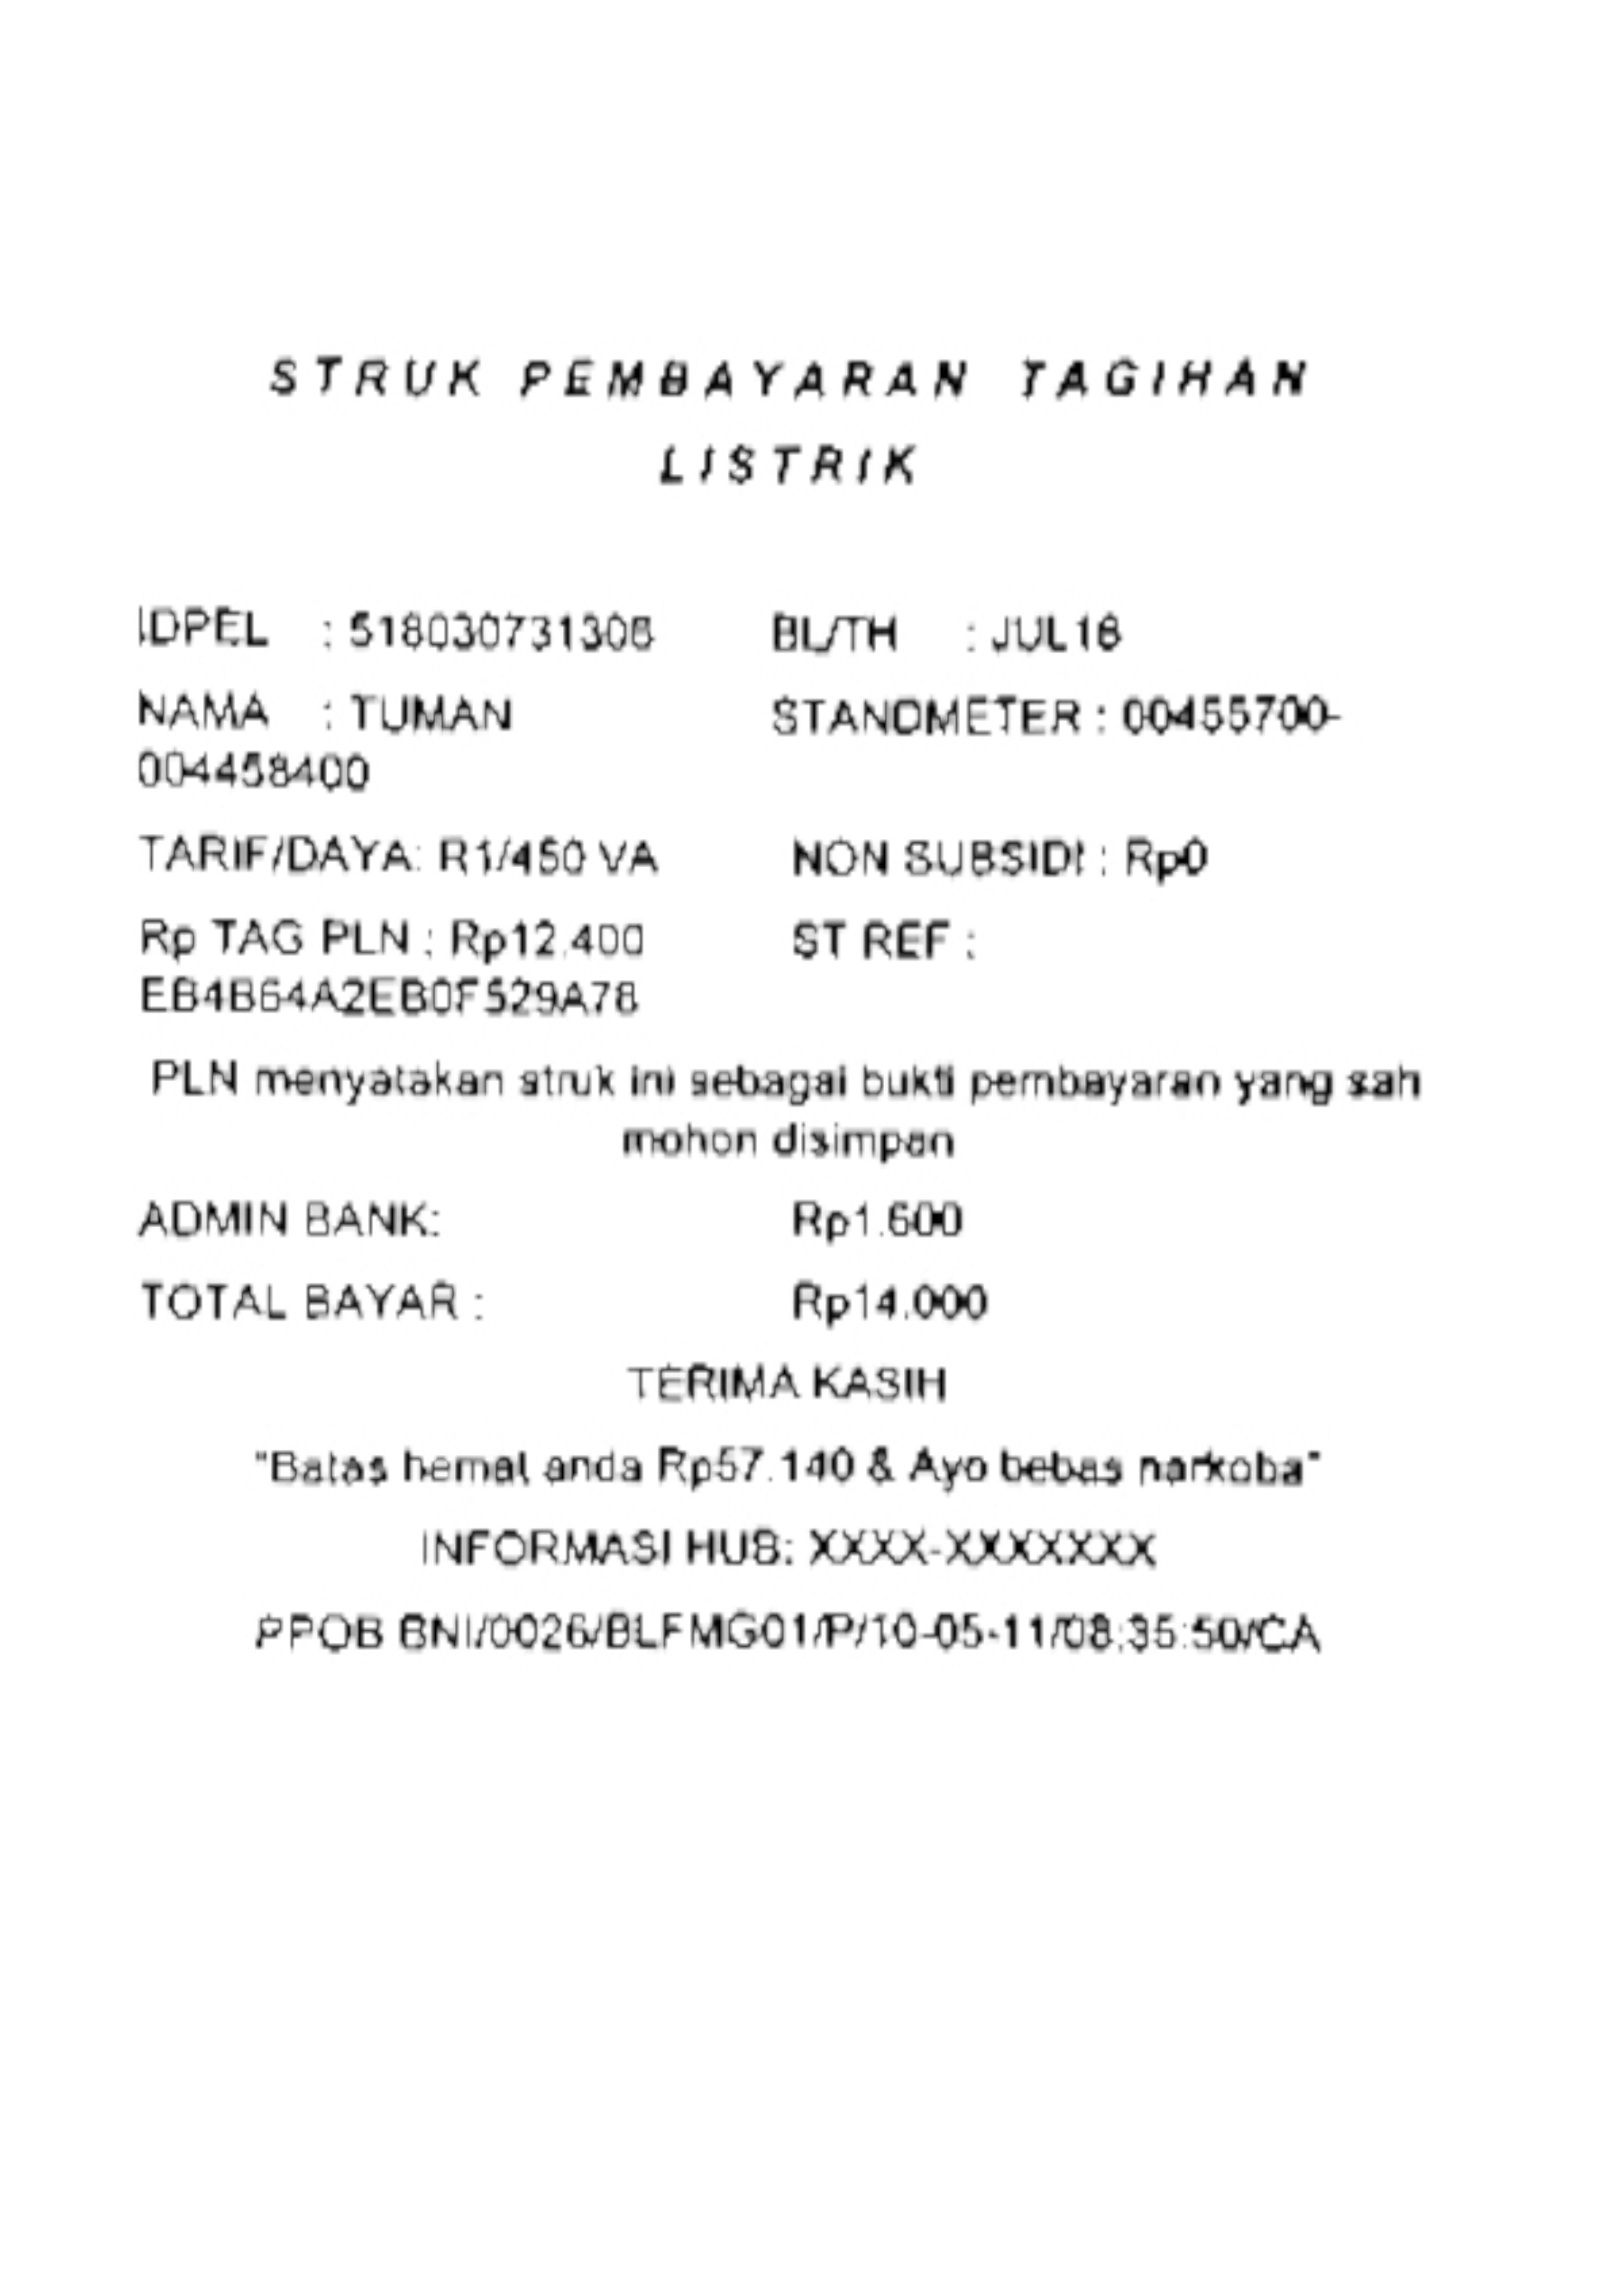 STRUK PEMBAYARAN TAGIHAN
LISTRIK
IDPEL : 518030731308 BL/TH : JUL16
NAMA : TUMAN STANDMETER : 00455700-
004458400
TARIF/DAYA: R1/450 VA NON SUBSIDI : Rp0
Rp TAG PLN : Rp12.400 ST REF :
EB4B64A2EB0F529A78
PLN menyatakan struk ini sebagai bukti pembayaran yang sah
mohon disimpan
ADMIN BANK: Rp1.600
TOTAL BAYAR : Rp14.000
TERIMA KASIH
"Batas hemat anda Rp57.140 & Ayo bebas narkoba"
INFORMASI HUB: XXXX-XXXXXXX
PPOB BNI/0026/BLFMG01/P/10-05-11/08:35:50/CA